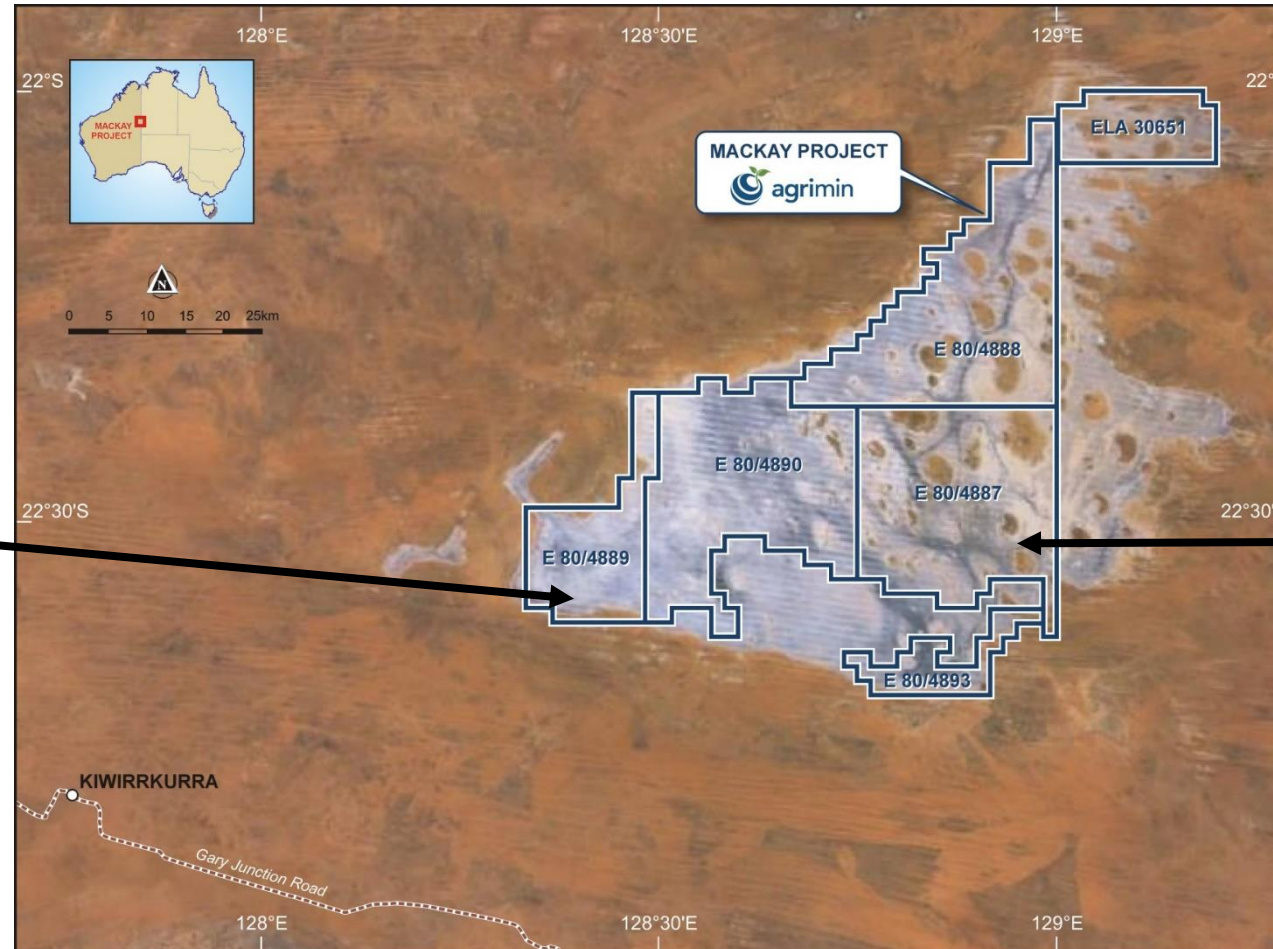 128°E
128°30'E
129°E
22°S
22°
MACKAY
PROJECT
MACKAY PROJECT
agrimin
ELA 30651
N
0 5 10 15 20 25km
E 80/4888
E 80/4890
E 80/4887
22°30'S
22°30'
E 80/4889
E 80/4893
KIWIRRKURRA
Gary Junction Road
128°E
128°30'E
129°E